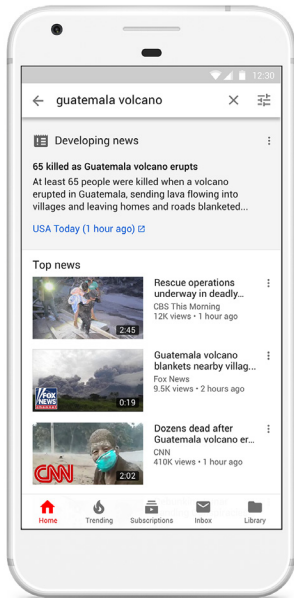 12:30
guatemala volcano
Developing news
65 killed as Guatemala volcano erupts
At least 65 people were killed when a volcano
erupted in Guatemala, sending lava flowing into
villages and leaving homes and roads blanketed...
USA Today (1 hour ago)
Top news
2:45
Rescue operations
underway in deadly...
CBS This Morning
12K views • 1 hour ago
FOX
NEWS
0:19
Guatemala volcano
blankets nearby villag...
Fox News
9.5K views • 2 hours ago
CNN
2:02
Dozens dead after
Guatemala volcano er...
CNN
410K views • 1 hour ago
Home
Trending
Subscriptions
Inbox
Library